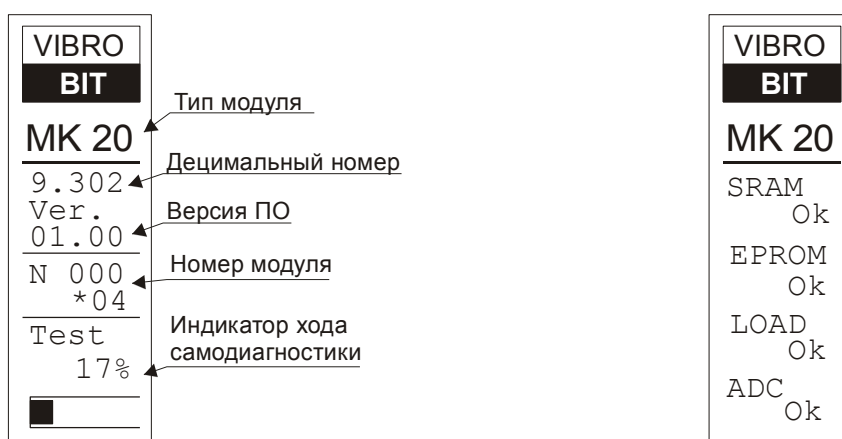 VIBRO
BIT
MK 20
9.302
Ver.
01.00
N 000
*04
Test
17%
Тип модуля
Децимальный номер
Версия ПО
Номер модуля
Индикатор хода
самодиагностики
VIBRO
BIT
MK 20
SRAM
Ok
EPROM
Ok
LOAD
Ok
ADC
Ok